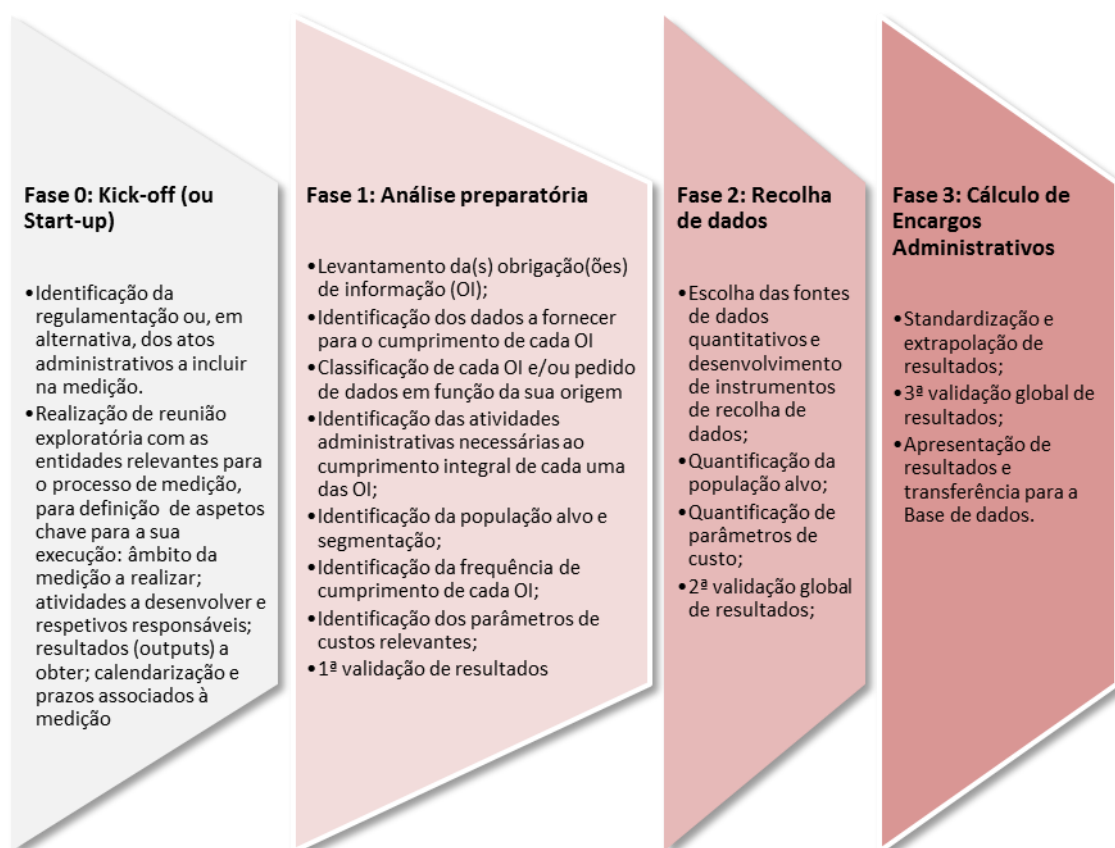 Fase 0: Kick-off (ou
Start-up)
•Identificação da
regulamentação ou, em
alternativa, dos atos
administrativos a incluir
na medição.
•Realização de reunião
exploratória com as
entidades relevantes para
o processo de medição,
para definição de aspetos
chave para a sua
execução: âmbito da
medição a realizar;
atividades a desenvolver e
respetivos responsáveis;
resultados (outputs) a
obter; calendarização e
prazos associados à
medição
Fase 1: Análise preparatória
•Levantamento da(s) obrigação(ões)
de informação (OI);
•Identificação dos dados a fornecer
para o cumprimento de cada OI
•Classificação de cada OI e/ou pedido
de dados em função da sua origem
•Identificação das atividades
administrativas necessárias ao
cumprimento integral de cada uma
das OI;
•Identificação da população alvo e
segmentação;
•Identificação da frequência de
cumprimento de cada OI;
•Identificação dos parâmetros de
custos relevantes;
•1ª validação de resultados
Fase 2: Recolha
de dados
•Escolha das fontes
de dados
quantitativos e
desenvolvimento
de instrumentos
de recolha de
dados;
•Quantificação da
população alvo;
•Quantificação de
parâmetros de
custo;
•2ª validação global
de resultados;
Fase 3: Cálculo de
Encargos
Administrativos
•Standardização e
extrapolação de
resultados;
•3ª validação global de
resultados;
•Apresentação de
resultados e
transferência para a
Base de dados.